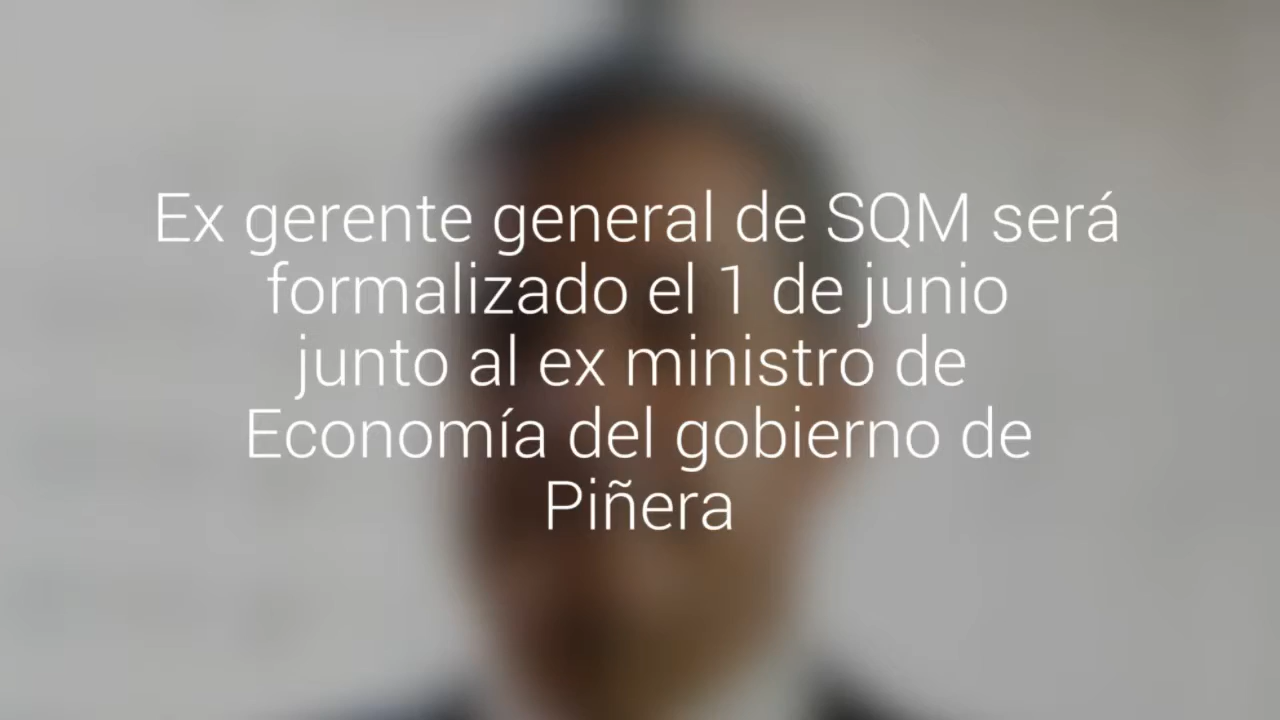 Ex gerente general de SQM será
formalizado el 1 de junio
junto al ex ministro de
Economía del gobierno de
Piñera